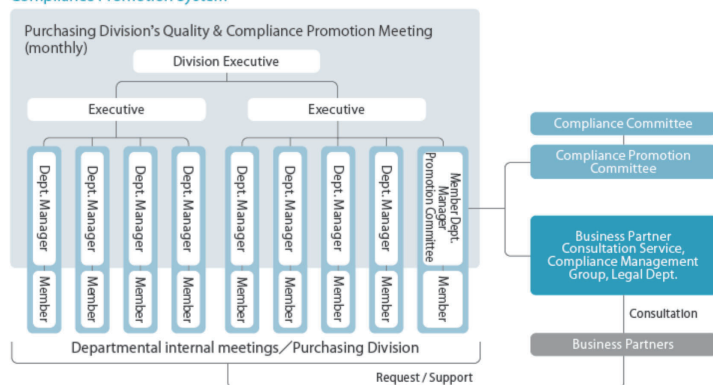 Compliance Promotion System
Purchasing Division's Quality & Compliance Promotion Meeting
(monthly)
Division Executive
Executive
Executive
Dept. Manager
Dept. Manager
Dept. Manager
Dept. Manager
Dept. Manager
Dept. Manager
Dept. Manager
Member Dept.
Manager
Promotion Committee
Member
Member
Member
Member
Member
Member
Member
Member
Departmental internal meetings／Purchasing Division
Compliance Committee
Compliance Promotion
Committee
Business Partner
Consultation Service,
Compliance Management
Group, Legal Dept.
Consultation
Business Partners
Request / Support